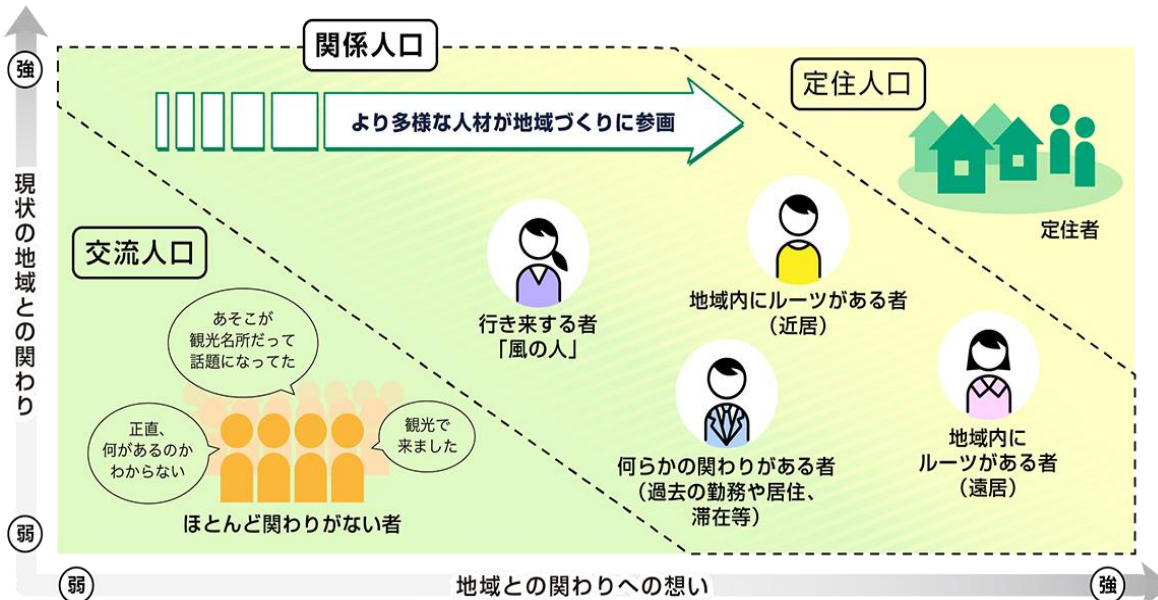 強
関係人口
定住人口
より多様な人材が地域づくりに参画
現状の地域との関わり
定住者
交流人口
あそこが
観光名所だって
話題になってた
行き来する者
「風の人」
地域内にルーツがある者
（近居）
正直、
何があるのか
わからない
観光で
来ました
ほとんど関わりがない者
何らかの関わりがある者
（過去の勤務や居住、
滞在等）
地域内に
ルーツがある者
（遠居）
弱
弱
地域との関わりへの想い
強